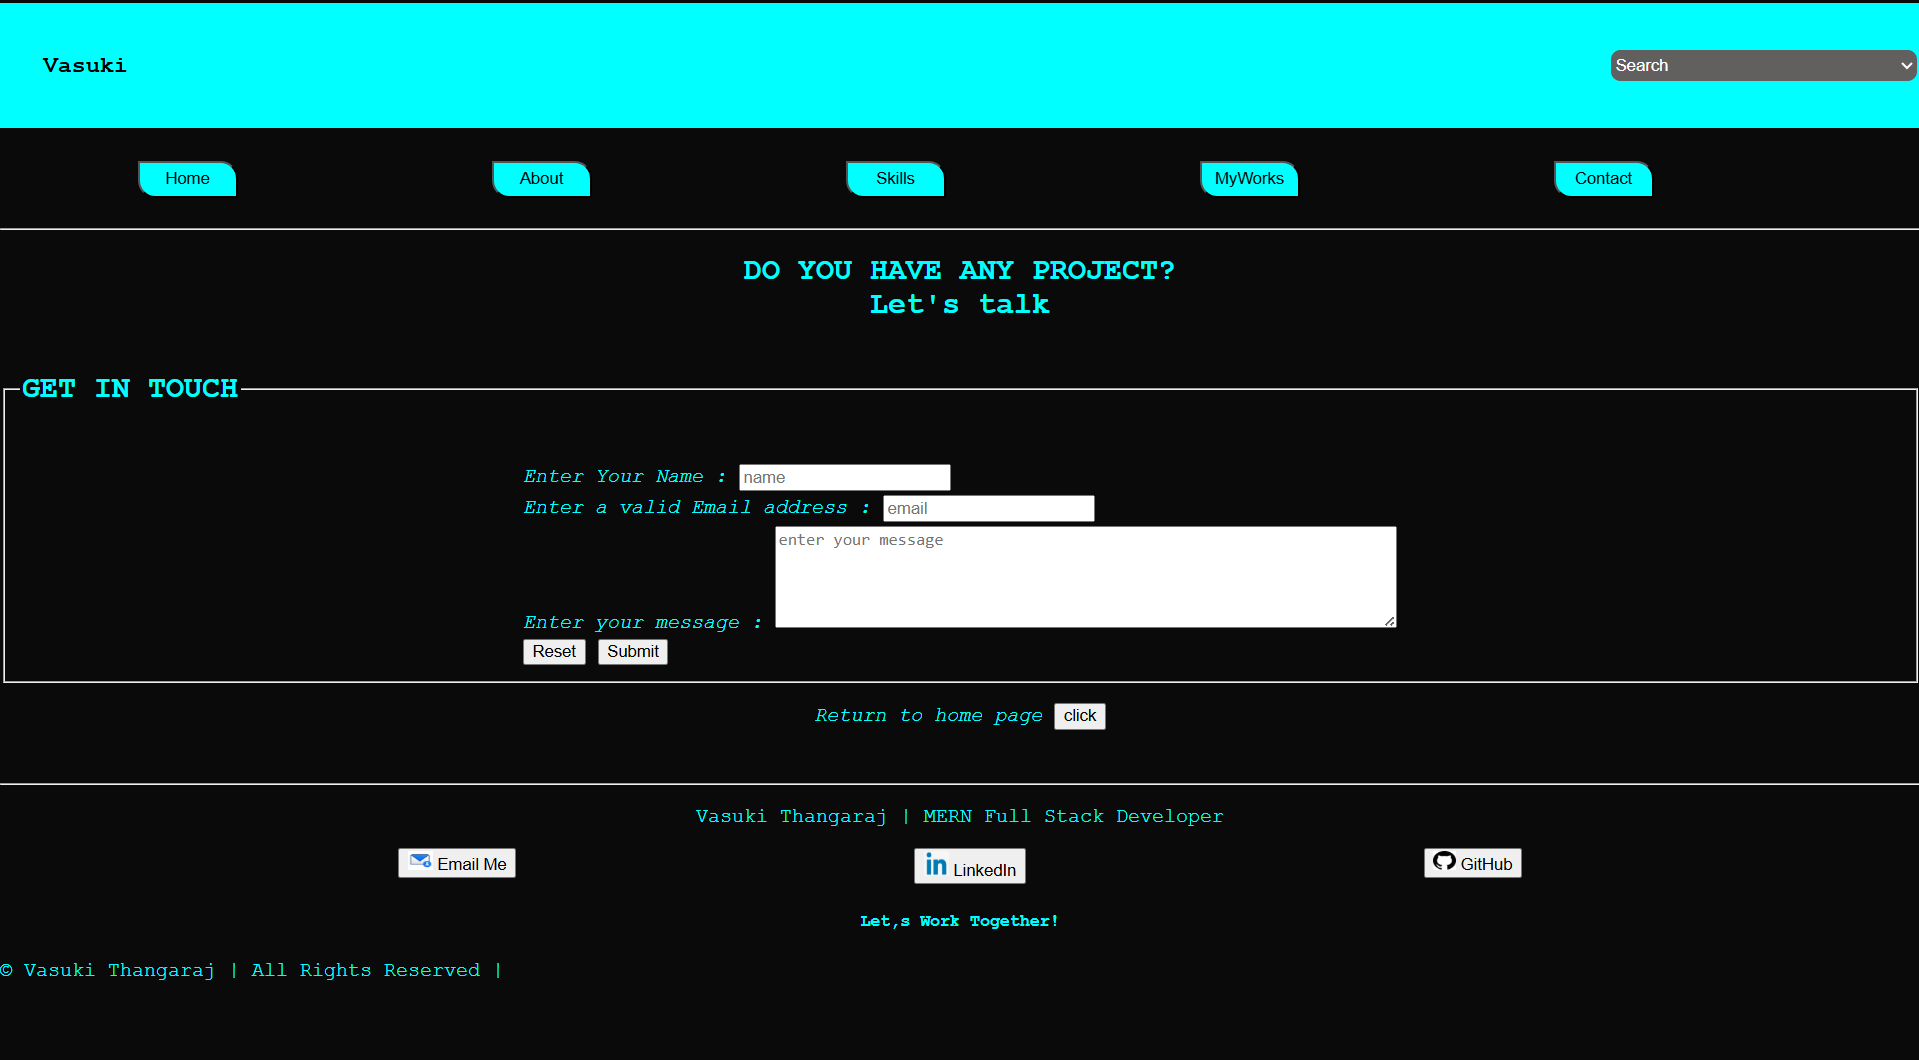 Vasuki
Search
Home About Skills MyWorks Contact
DO YOU HAVE ANY PROJECT?
Let's talk
GET IN TOUCH
Enter Your Name : name
Enter a valid Email address : email
enter your message
Enter your message :
Reset Submit
Return to home page click
Vasuki Thangaraj | MERN Full Stack Developer
Email Me in LinkedIn GitHub
Let,s Work Together!
© Vasuki Thangaraj | All Rights Reserved |